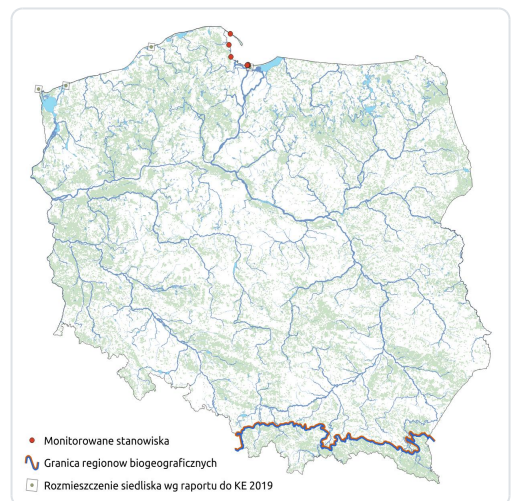 Monitorowane stanowiska
Granica regionow biogeograficznych
Rozmieszczenie siedliska wg raportu do KE 2019